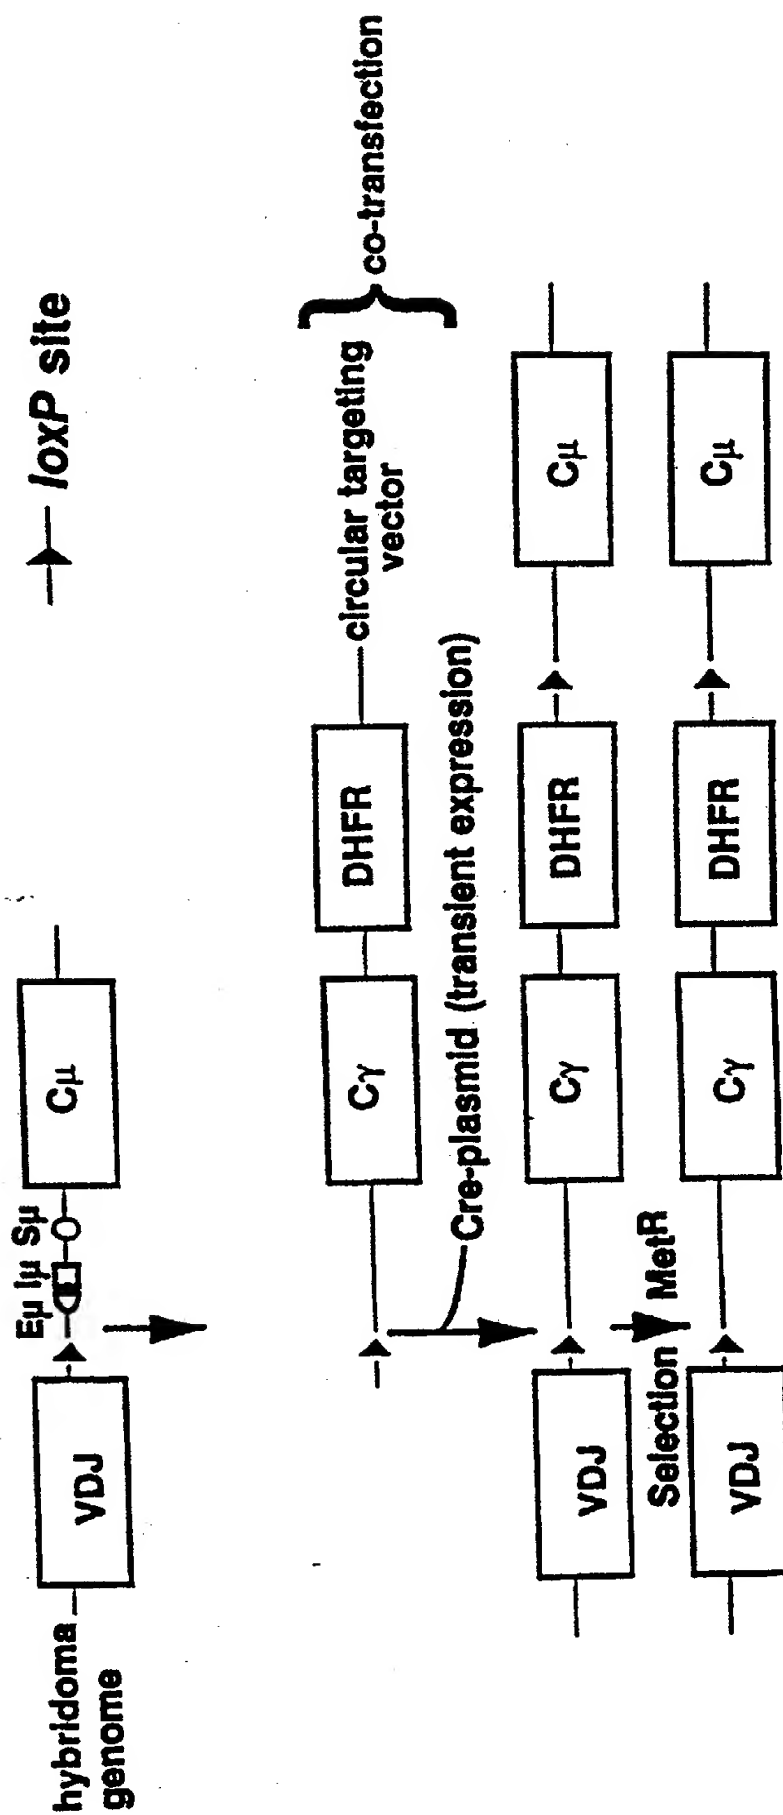 loxP site
hybridoma
genome
VDJ
Eμ Iμ Sμ
Cμ
Cγ
DHFR
circular targeting
vector
co-transfection
Cre-plasmid (transient expression)
VDJ
Cγ
DHFR
Cμ
Selection MetR
VDJ
Cγ
DHFR
Cμ